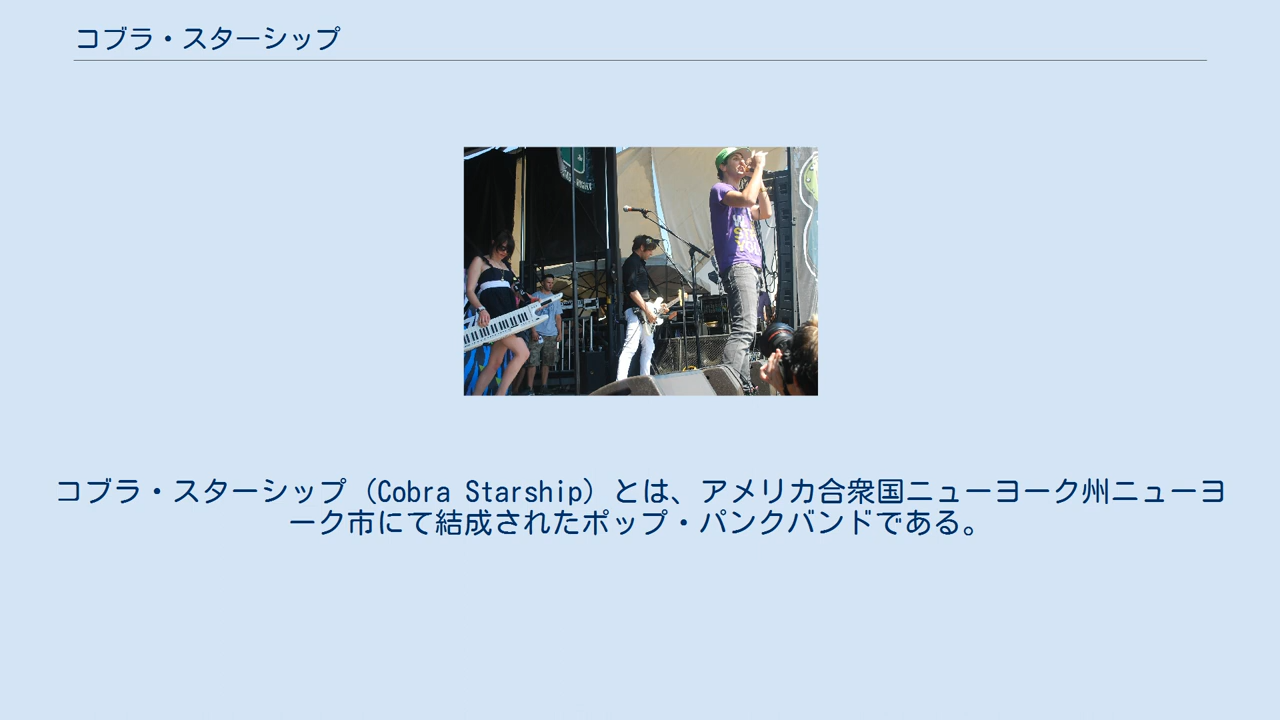 コブラ・スターシップ
コブラ・スターシップ（Cobra Starship）とは、アメリカ合衆国ニューヨーク州ニューヨ
ーク市にて結成されたポップ・パンクバンドである。